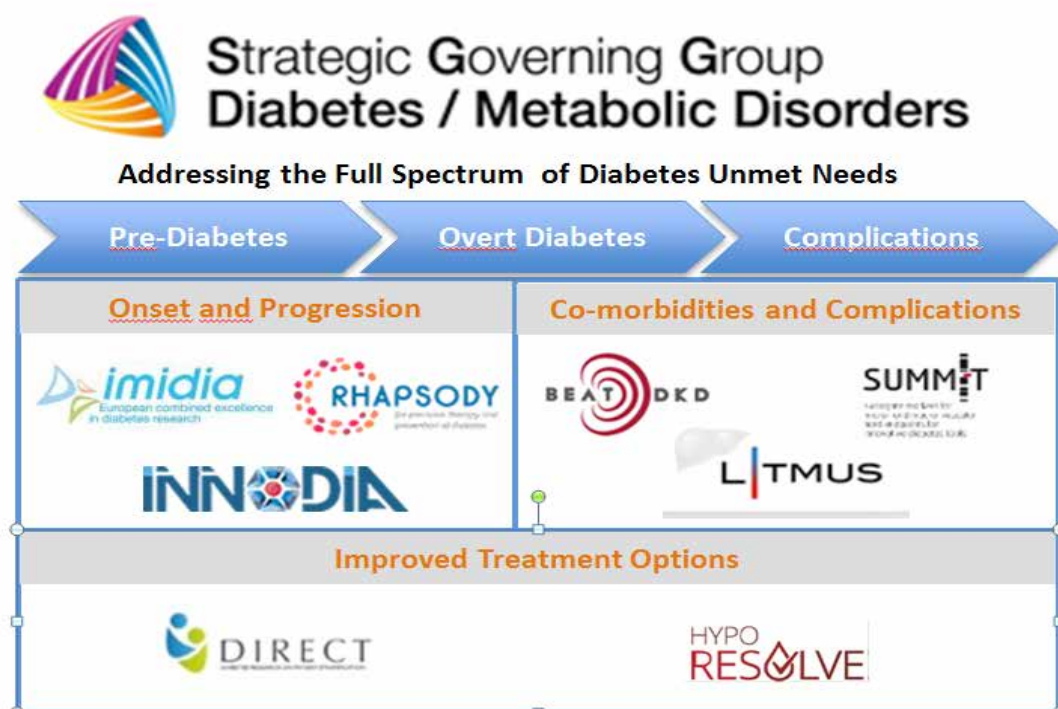 Strategic Governing Group
Diabetes / Metabolic Disorders
Addressing the Full Spectrum of Diabetes Unmet Needs
Pre-Diabetes
Overt Diabetes
Complications
Onset and Progression
Co-morbidities and Complications
imidia
European combined excellence
in diabetes research
RHAPSODY
INNODIA
BEAT DKD
SUMMIT
LITMUS
Improved Treatment Options
DIRECT
HYPO
RESOLVE